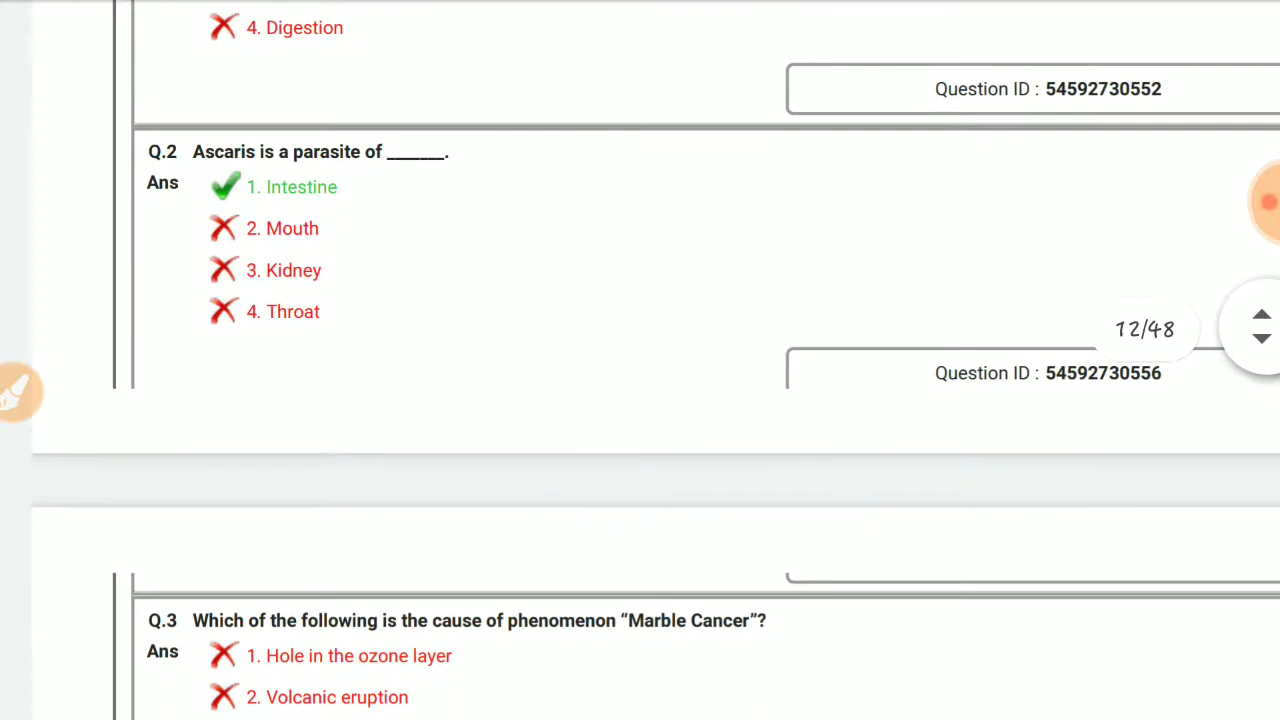 4. Digestion
Question ID : 54592730552
Q.2 Ascaris is a parasite of _______.
Ans 1. Intestine
2. Mouth
3. Kidney
4. Throat
12/48
Question ID : 54592730556
Q.3 Which of the following is the cause of phenomenon “Marble Cancer”?
Ans 1. Hole in the ozone layer
2. Volcanic eruption